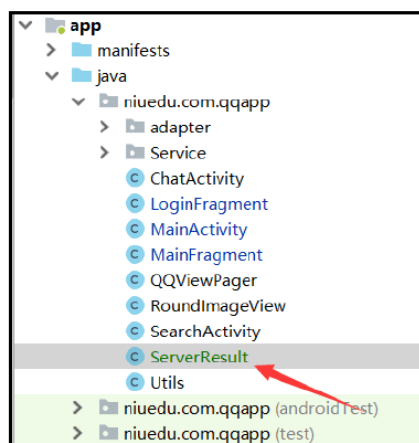 app
manifests
java
niuedu.com.qqapp
adapter
Service
C ChatActivity
C LoginFragment
C MainActivity
C MainFragment
C QQViewPager
C RoundImageView
C SearchActivity
C ServerResult
C Utils
niuedu.com.qqapp (androidTest)
niuedu.com.qqapp (test)